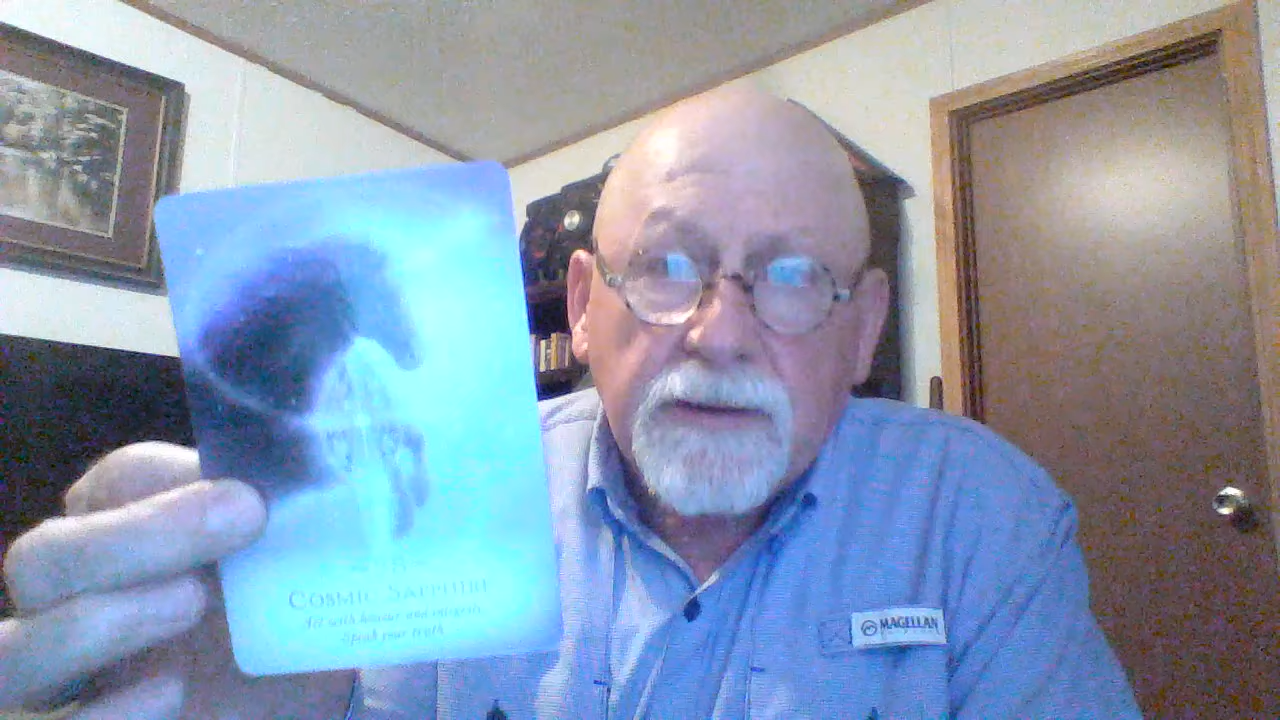 COSMIC SAPPHIRE
Act with honour and integrity.
Speak your truth
MAGELLAN